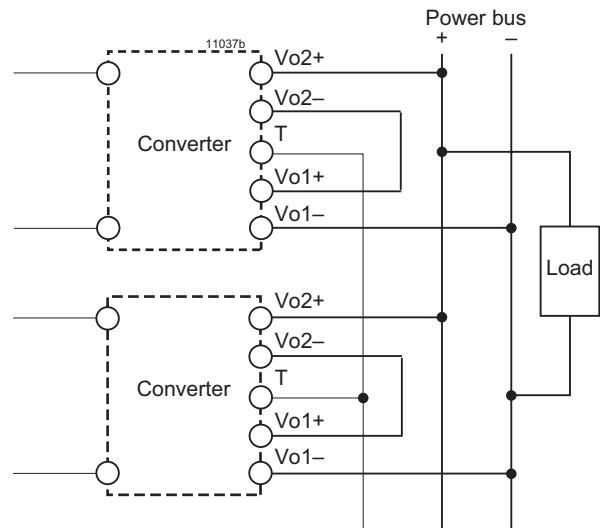 Power bus
+ –
11037b
Vo2+
Vo2–
T
Converter
Vo1+
Vo1–
Load
Vo2+
Vo2–
T
Converter
Vo1+
Vo1–